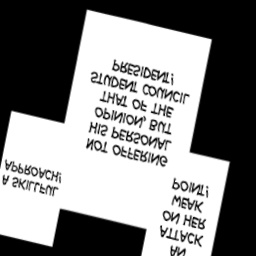 AN
ATTACK
ON HER
WEAK
POINT!
A SKILLFUL
APPROACH!
NOT OFFERING
HIS PERSONAL
OPINION, BUT
THAT OF THE
STUDENT COUNCIL
PRESIDENT!